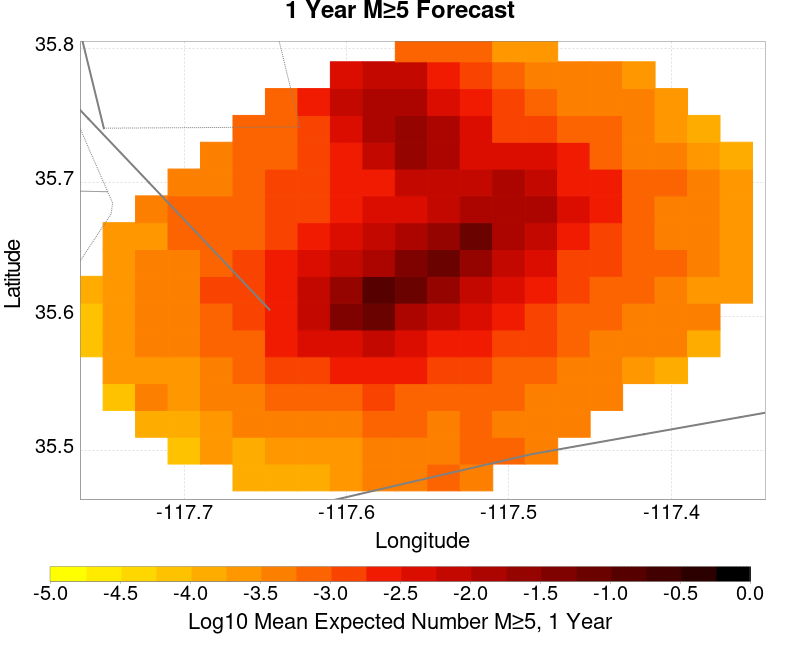 1 Year M≥5 Forecast
35.8
35.7
35.6
35.5
Latitude
-117.7 -117.6 -117.5 -117.4
Longitude
-5.0 -4.5 -4.0 -3.5 -3.0 -2.5 -2.0 -1.5 -1.0 -0.5 0.0
Log10 Mean Expected Number M≥5, 1 Year